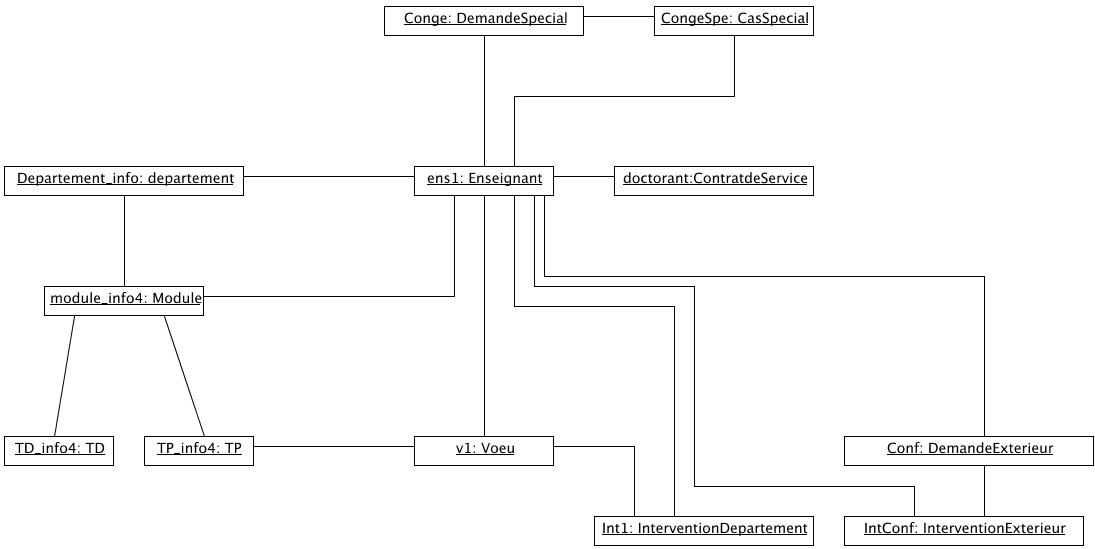 Conge: DemandeSpecial
CongeSpe: CasSpecial
Departement_info: departement
ens1: Enseignant
doctorant:ContratdeService
module_info4: Module
TD_info4: TD
TP_info4: TP
v1: Voeu
Conf: DemandeExterieur
Int1: InterventionDepartement
IntConf: InterventionExterieur